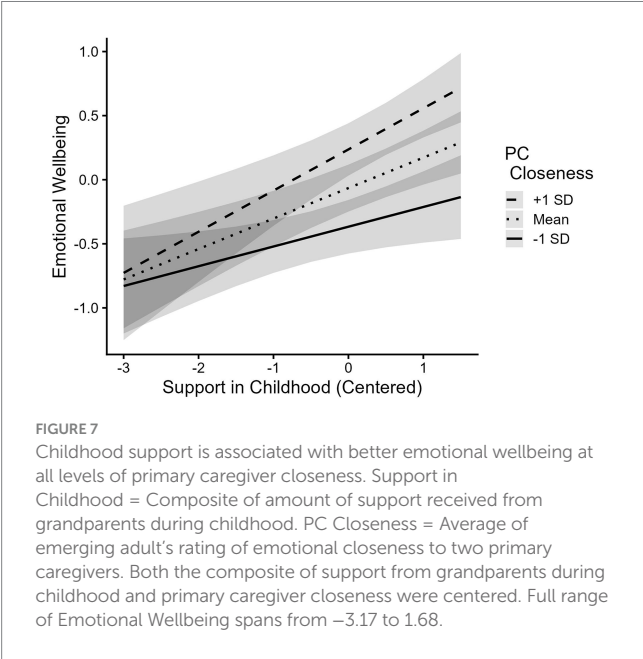 1.0
0.5
0.0
-0.5
-1.0
Emotional Wellbeing
-3
-2
-1
0
1
Support in Childhood (Centered)
PC
Closeness
+1 SD
Mean
-1 SD
FIGURE 7
Childhood support is associated with better emotional wellbeing at
all levels of primary caregiver closeness. Support in
Childhood = Composite of amount of support received from
grandparents during childhood. PC Closeness = Average of
emerging adult’s rating of emotional closeness to two primary
caregivers. Both the composite of support from grandparents during
childhood and primary caregiver closeness were centered. Full range
of Emotional Wellbeing spans from −3.17 to 1.68.